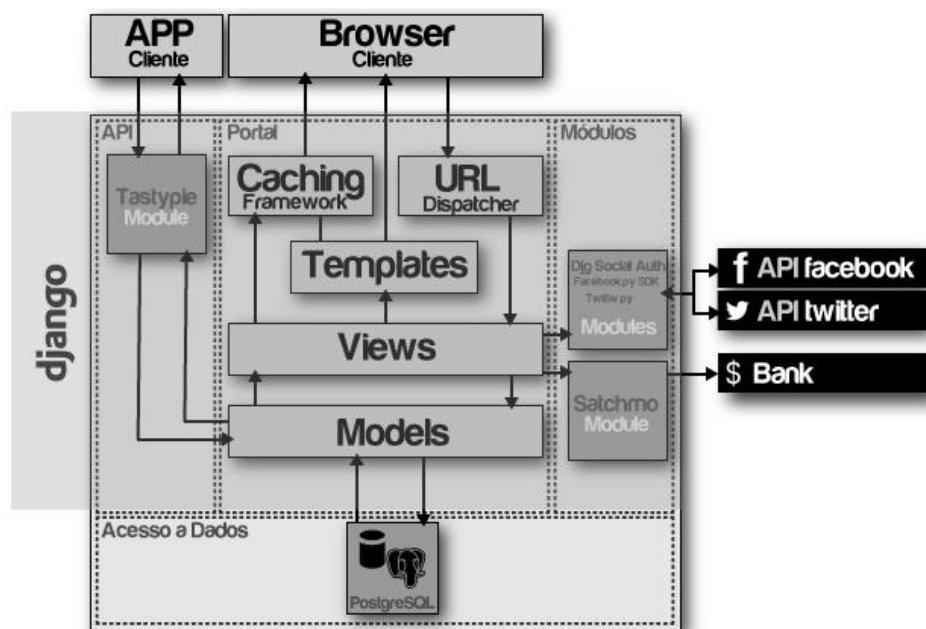 APP
Cliente
Browser
Cliente
django
API
Portal
Módulos
Tastypie
Module
Caching
Framework
URL
Dispatcher
Templates
Views
Models
Djg Social Auth
Facebook.py SDK
Twitter.py
Modules
Satchmo
Module
f API facebook
API twitter
$ Bank
Acesso a Dados
PostgreSQL